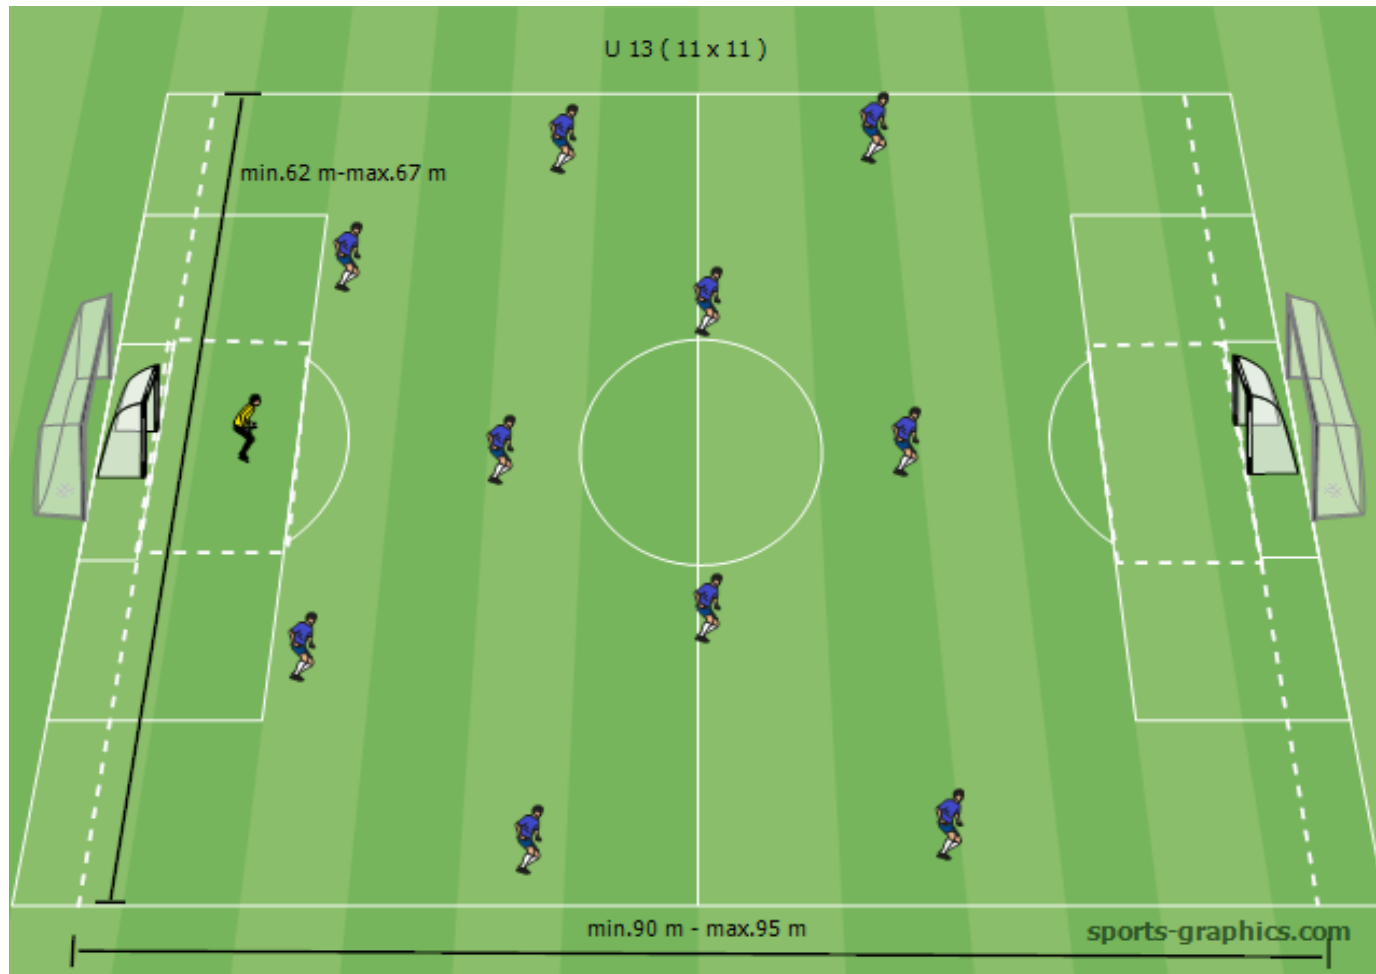 U 13 ( 11 x 11 )
min.62 m-max.67 m
min.90 m - max.95 m
sports-graphics.com